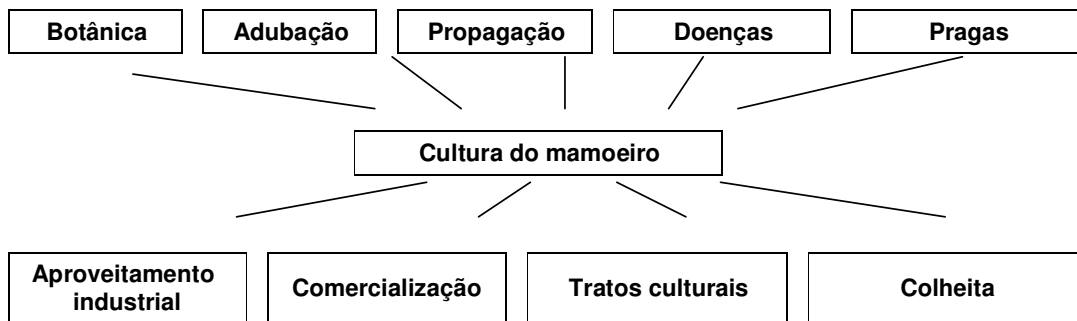 Botânica
Adubação
Propagação
Doenças
Pragas
Cultura do mamoeiro
Aproveitamento
industrial
Comercialização
Tratos culturais
Colheita